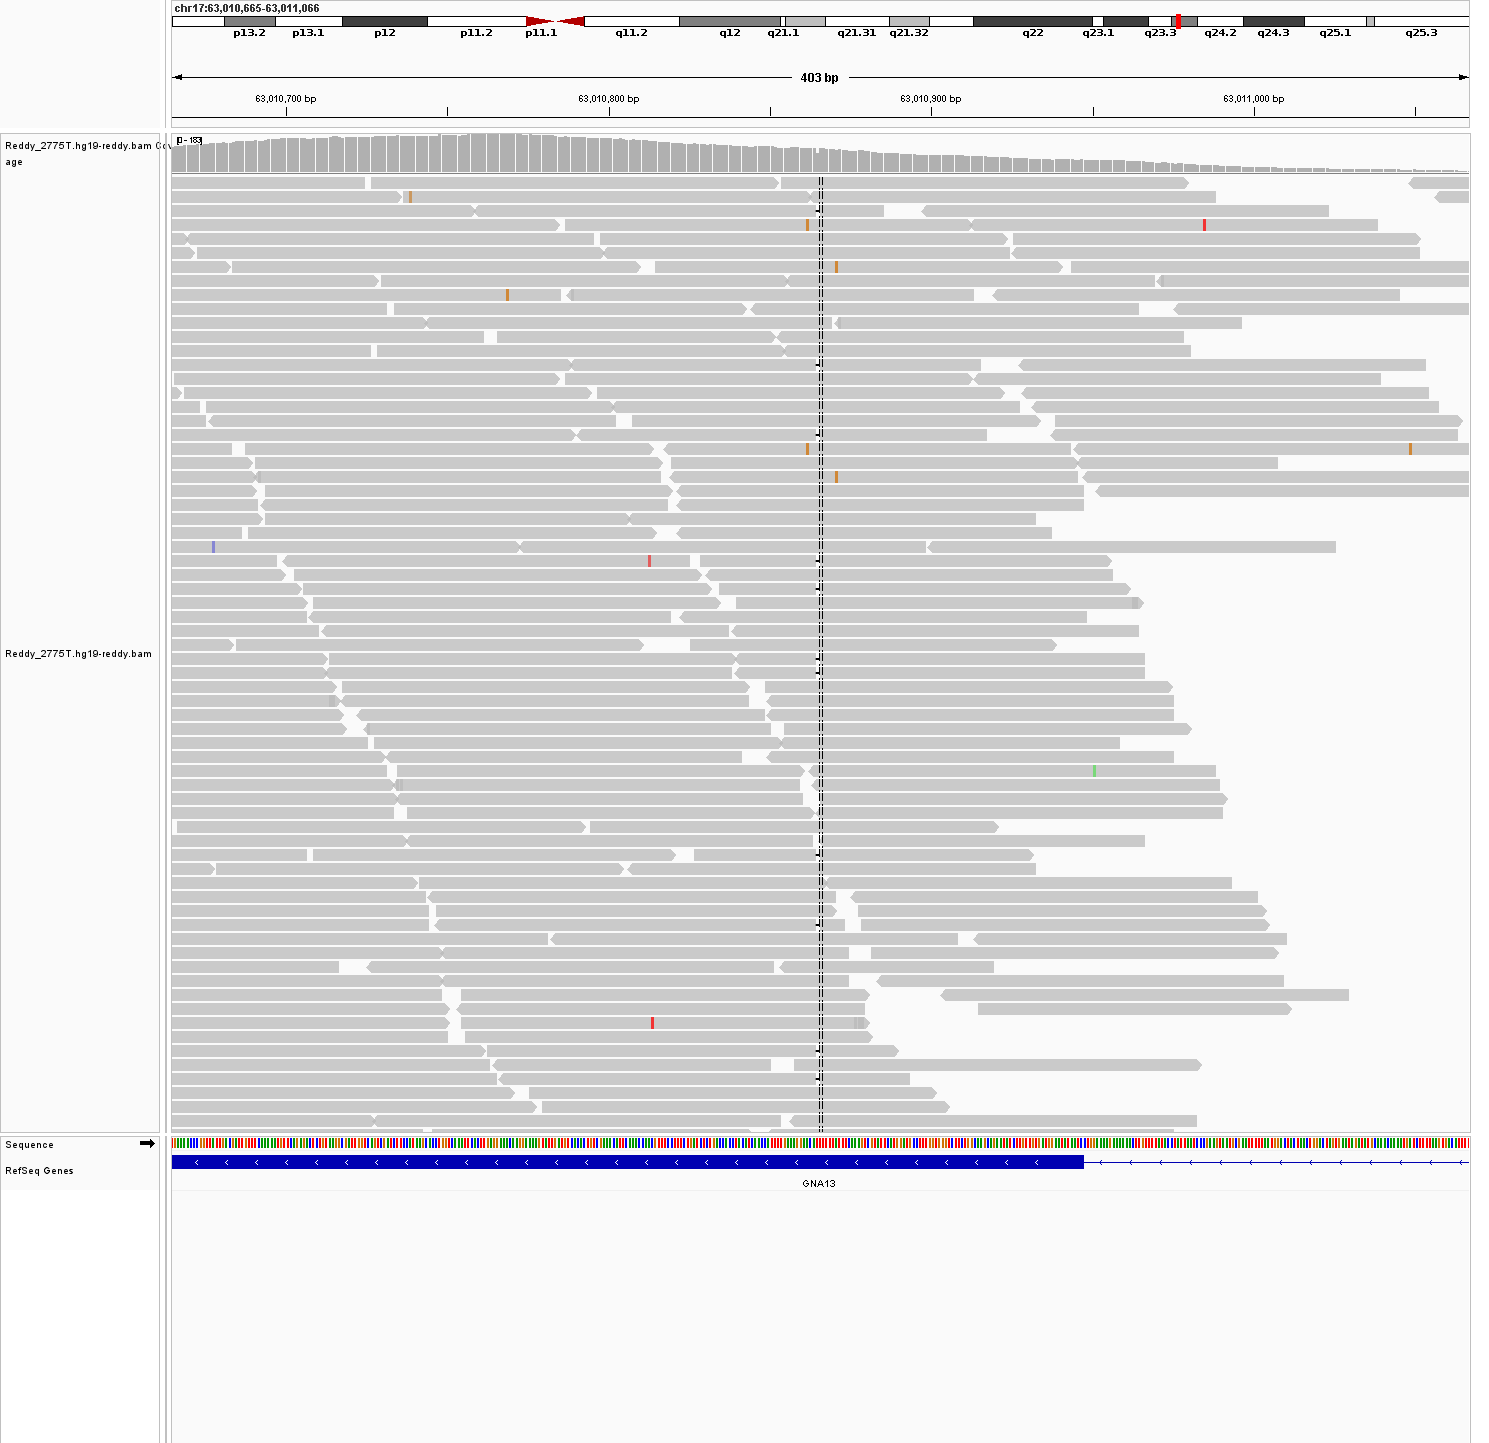 chr17:63,010,665-63,011,066
p13.2 p13.1 p12 p11.2 p11.1 q11.2 q12 q21.1 q21.31 q21.32 q22 q23.1 q23.3 q24.2 q24.3 q25.1 q25.3
403 bp
63,010,700 bp 63,010,800 bp 63,010,900 bp 63,011,000 bp
[0 - 183]
Reddy_2775T.hg19-reddy.bam Cov
age
Reddy_2775T.hg19-reddy.bam
Sequence
RefSeq Genes
GNA13